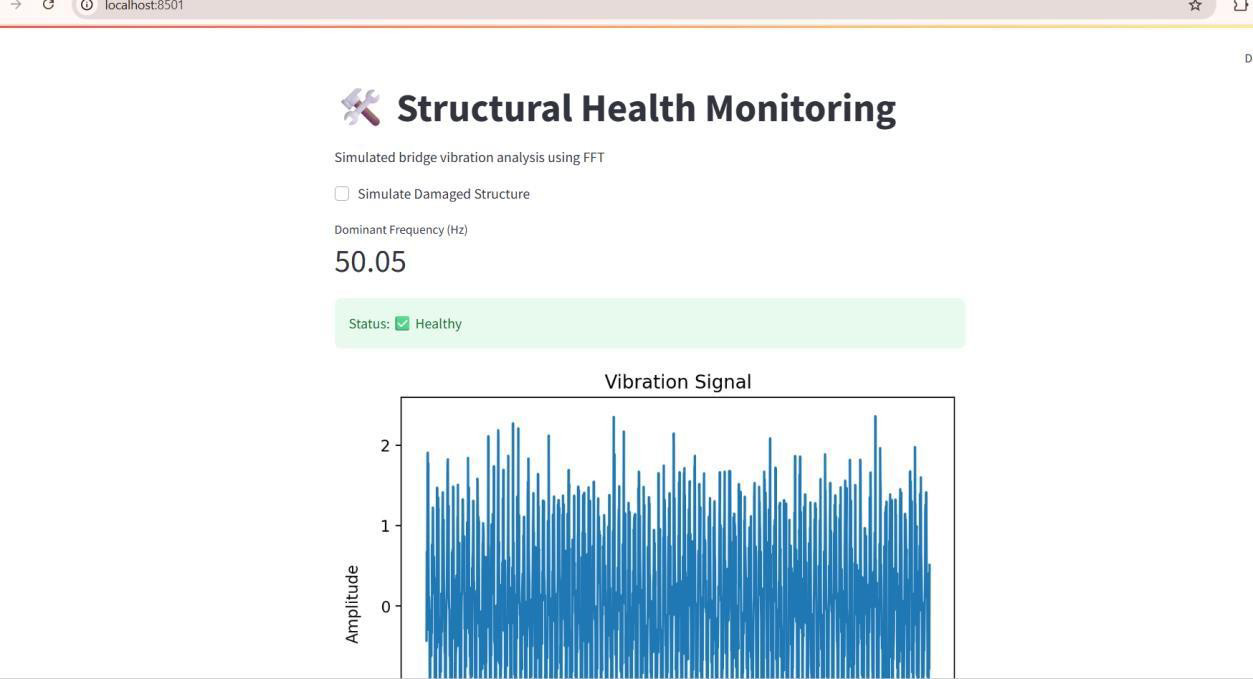 localhost:8501
D
🛠️ Structural Health Monitoring
Simulated bridge vibration analysis using FFT
Simulate Damaged Structure
Dominant Frequency (Hz)
50.05
Status: ✅ Healthy
Vibration Signal
2
1
0
Amplitude